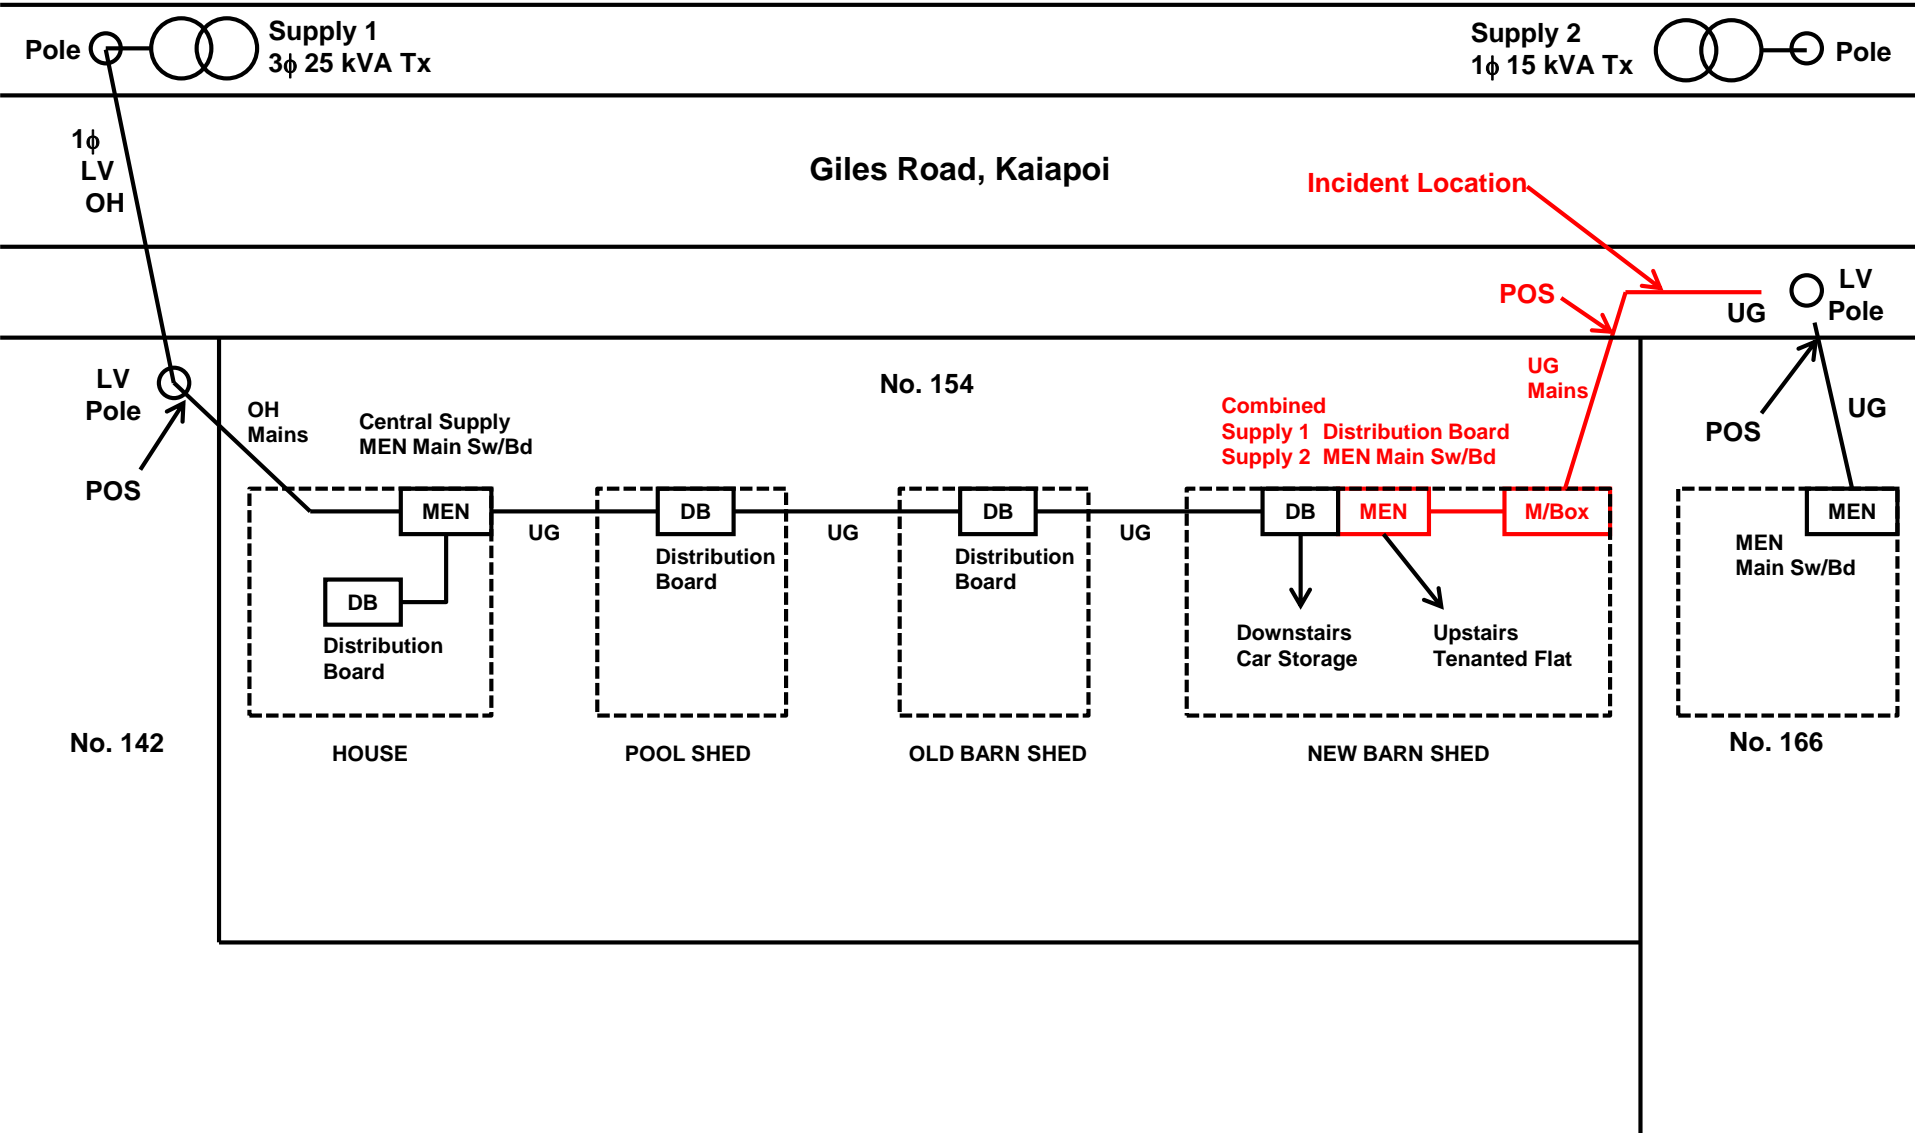 Pole
Supply 1
3ϕ 25 kVA Tx
Supply 2
1ϕ 15 kVA Tx
Pole
1ϕ
LV
OH
Giles Road, Kaiapoi
Incident Location
POS
UG
LV
Pole
LV
Pole
POS
OH
Mains
Central Supply
MEN Main Sw/Bd
No. 154
UG
Mains
Combined
Supply 1 Distribution Board
Supply 2 MEN Main Sw/Bd
POS
UG
MEN
UG
DB
UG
DB
UG
DB
MEN
M/Box
MEN
DB
Distribution
Board
Distribution
Board
Distribution
Board
Downstairs
Car Storage
Upstairs
Tenanted Flat
MEN
Main Sw/Bd
No. 142
HOUSE
POOL SHED
OLD BARN SHED
NEW BARN SHED
No. 166